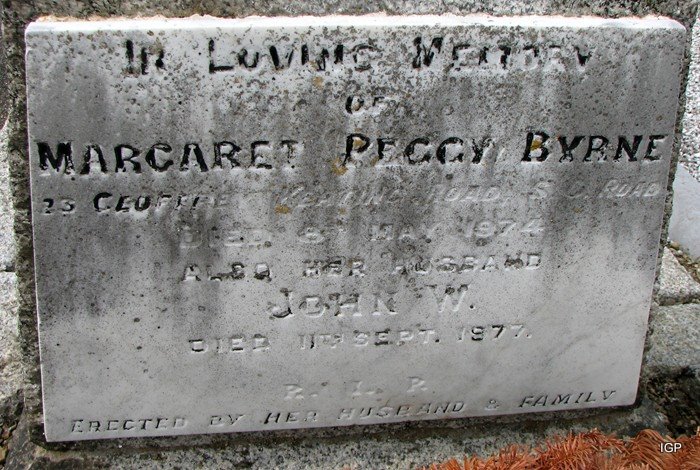 IN LOVING MEMORY
OF
MARGARET PEGGY BYRNE
23 GEOFFREY KEATING ROAD, S.C. ROAD
DIED 8TH MAY 1974
ALSO HER HUSBAND
JOHN W.
DIED 11TH SEPT. 1977.
R. I. P.
ERECTED BY HER HUSBAND & FAMILY
IGP